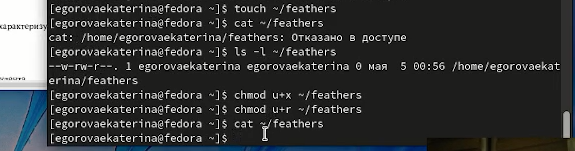 [egorovaekaterina@fedora ~]$ touch ~/feathers
[egorovaekaterina@fedora ~]$ cat ~/feathers
cat: /home/egorovaekaterina/feathers: Отказано в доступе
[egorovaekaterina@fedora ~]$ ls -l ~/feathers
--w-rw-r--. 1 egorovaekaterina egorovaekaterina 0 мая  5 00:56 /home/egorovaekat
erina/feathers
[egorovaekaterina@fedora ~]$ chmod u+x ~/feathers
[egorovaekaterina@fedora ~]$ chmod u+r ~/feathers
[egorovaekaterina@fedora ~]$ cat ~/feathers
[egorovaekaterina@fedora ~]$
характеризу